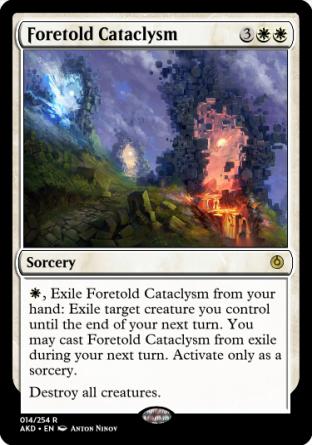 Foretold Cataclysm 3
Sorcery
, Exile Foretold Cataclysm from your
hand: Exile target creature you control
until the end of your next turn. You
may cast Foretold Cataclysm from exile
during your next turn. Activate only as a
sorcery.
Destroy all creatures.
014/254 R
AKD • EN Anton Ninov